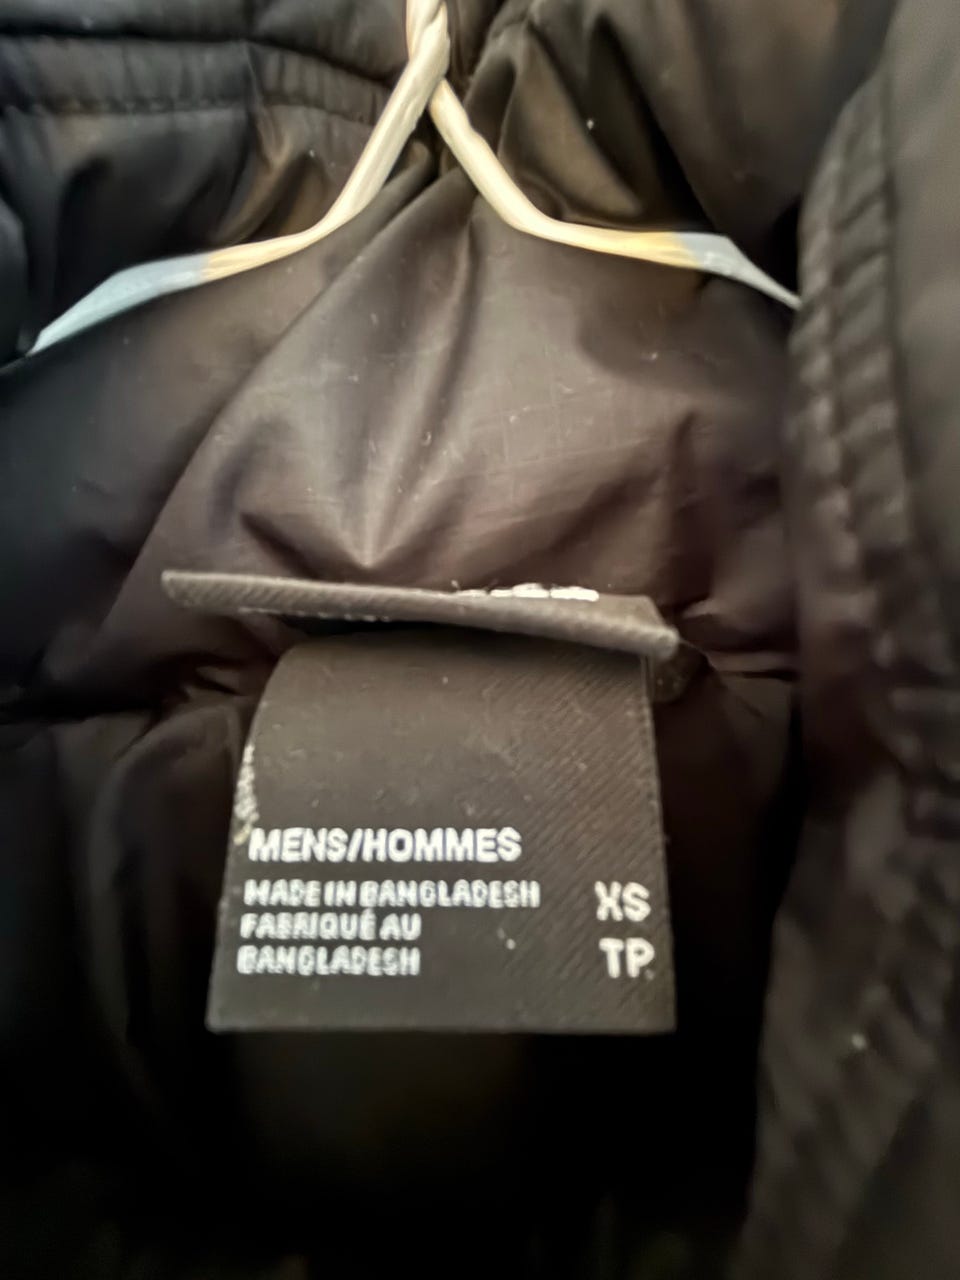 MENS/HOMMES
MADE IN BANGLADESH
FABRIQUÉ AU
BANGLADESH
XS
TP